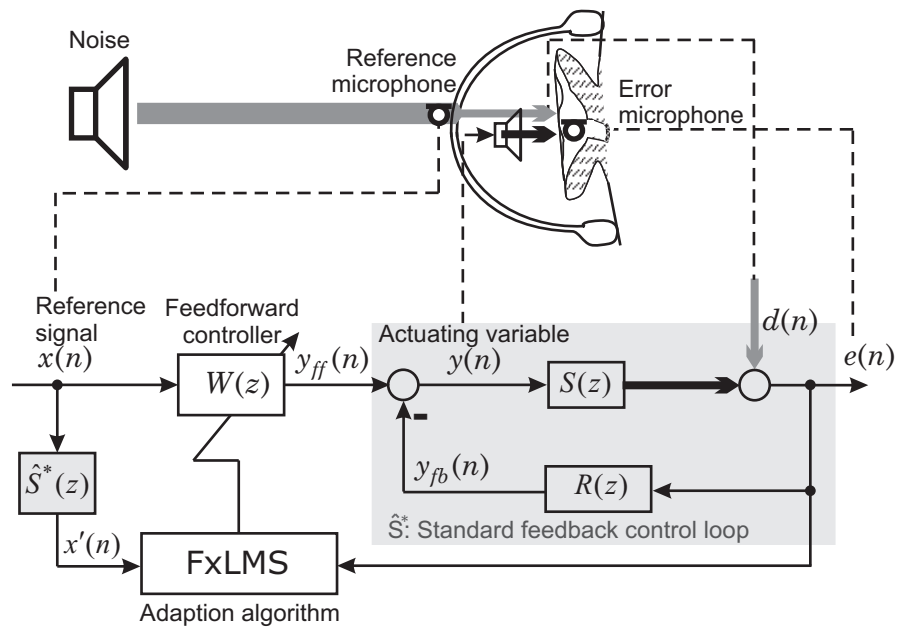 Noise
Reference
microphone
Error
microphone
Reference
signal
x(n)
Feedforward
controller
W(z)
y_ff(n)
Actuating variable
y(n)
S(z)
d(n)
e(n)
-
Ŝ*(z)
y_fb(n)
R(z)
Ŝ*: Standard feedback control loop
x′(n)
FxLMS
Adaption algorithm